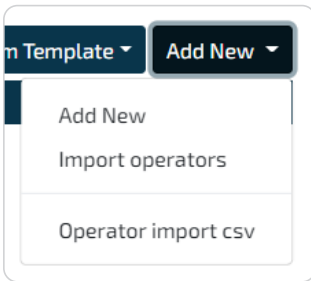 m Template Add New
Add New
Import operators
Operator import csv